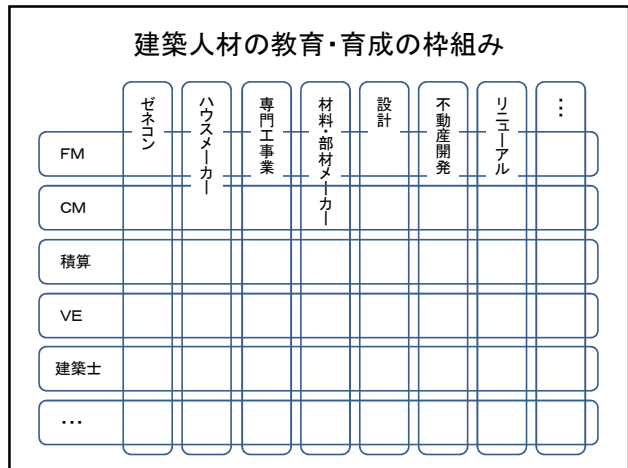 建築人材の教育・育成の枠組み
ゼネコン
ハウスメーカー
専門工事業
材料・部材メーカー
設計
不動産開発
リニューアル
…
FM
CM
積算
VE
建築士
…